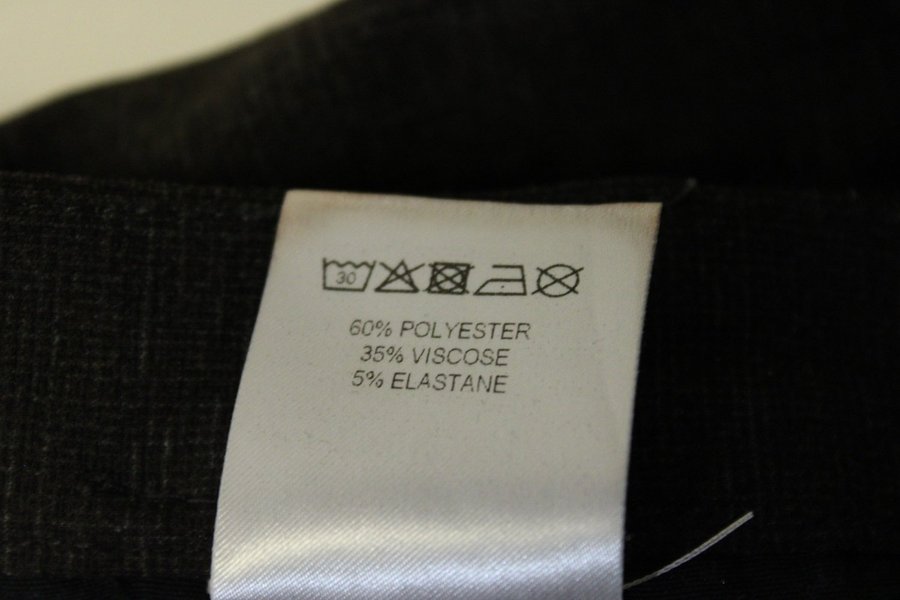 30
60% POLYESTER
35% VISCOSE
5% ELASTANE